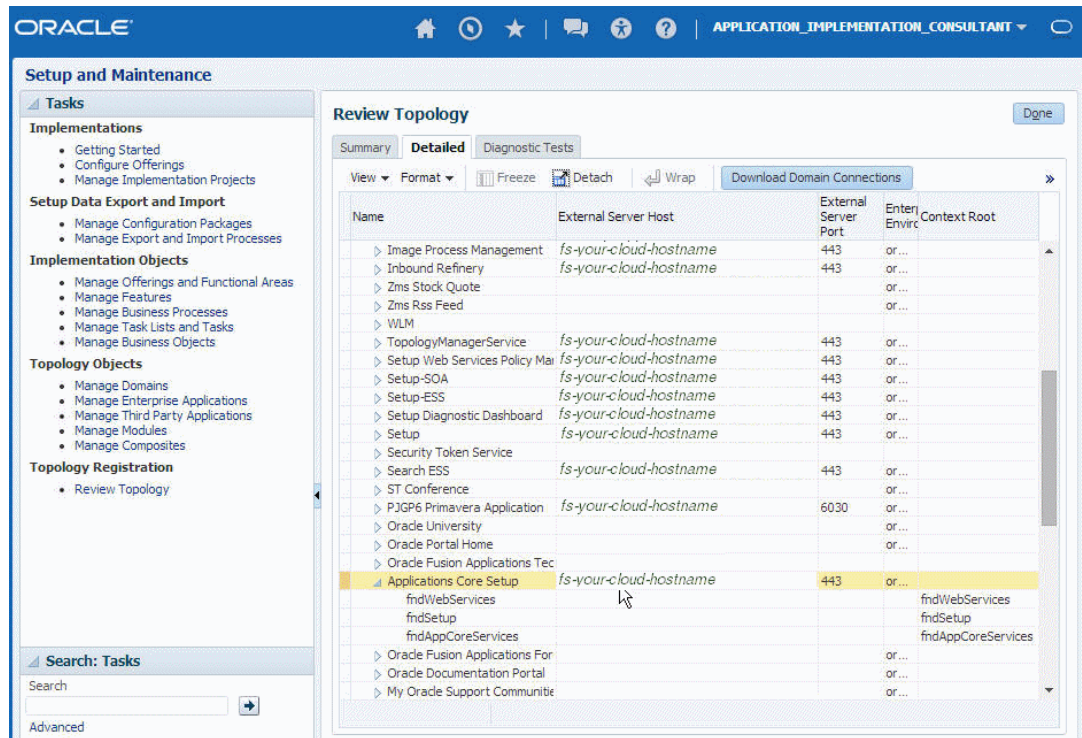 ORACLE
APPLICATION_IMPLEMENTATION_CONSULTANT
Setup and Maintenance
Tasks
Implementations
Getting Started
Configure Offerings
Manage Implementation Projects
Setup Data Export and Import
Manage Configuration Packages
Manage Export and Import Processes
Implementation Objects
Manage Offerings and Functional Areas
Manage Features
Manage Business Processes
Manage Task Lists and Tasks
Manage Business Objects
Topology Objects
Manage Domains
Manage Enterprise Applications
Manage Third Party Applications
Manage Modules
Manage Composites
Topology Registration
Review Topology
Search: Tasks
Search
Advanced
Review Topology
Done
Summary Detailed Diagnostic Tests
View Format Freeze Detach Wrap Download Domain Connections »
Name External Server Host External Server Port Enter Enviro Context Root
Image Process Management fs-your-cloud-hostname 443 or...
Inbound Refinery fs-your-cloud-hostname 443 or...
Zms Stock Quote or...
Zms Rss Feed or...
WLM
TopologyManagerService fs-your-cloud-hostname 443 or...
Setup Web Services Policy Mai fs-your-cloud-hostname 443 or...
Setup-SOA fs-your-cloud-hostname 443 or...
Setup-ESS fs-your-cloud-hostname 443 or...
Setup Diagnostic Dashboard fs-your-cloud-hostname 443 or...
Setup fs-your-cloud-hostname 443 or...
Security Token Service
Search ESS fs-your-cloud-hostname 443 or...
ST Conference or...
PJGP6 Primavera Application fs-your-cloud-hostname 6030 or...
Oracle University or...
Oracle Portal Home or...
Oracle Fusion Applications Tec
Applications Core Setup fs-your-cloud-hostname 443 or...
fndWebServices fndWebServices
fndSetup fndSetup
fndAppCoreServices fndAppCoreServices
Oracle Fusion Applications For or...
Oracle Documentation Portal or...
My Oracle Support Communitie or...